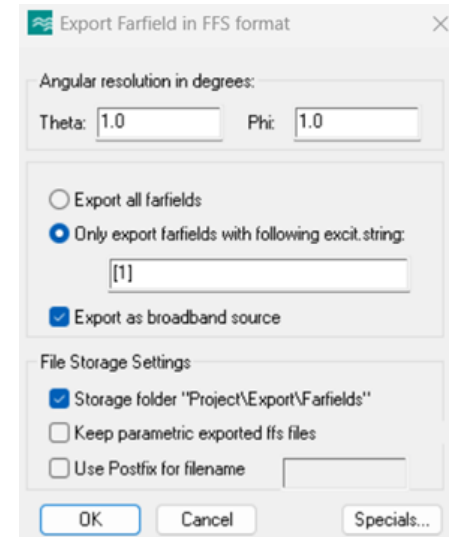 Export Farfield in FFS format
Angular resolution in degrees:
Theta: 1.0 Phi: 1.0
Export all farfields
Only export farfields with following excit.string:
[1]
Export as broadband source
File Storage Settings
Storage folder "Project\Export\Farfields"
Keep parametric exported ffs files
Use Postfix for filename
OK Cancel Specials...